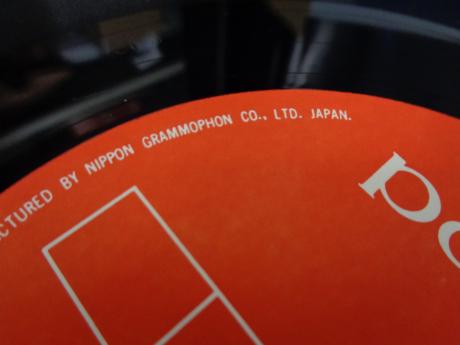 CTURED BY NIPPON GRAMMOPHON CO., LTD. JAPAN.
po